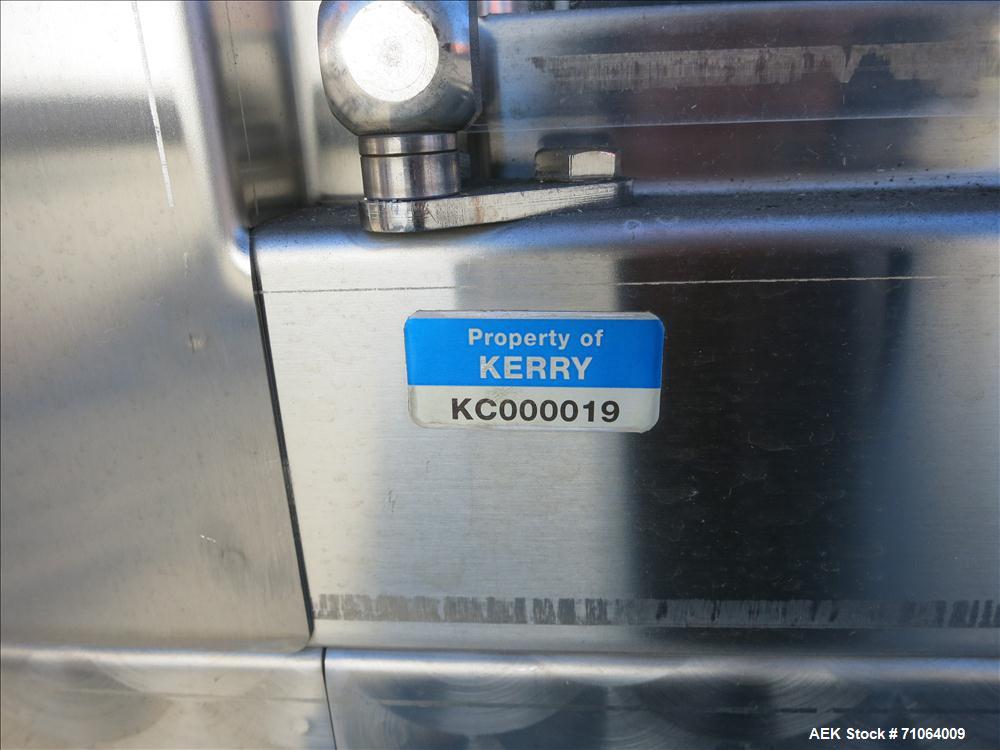 Property of
KERRY
KC000019
AEK Stock #71064009